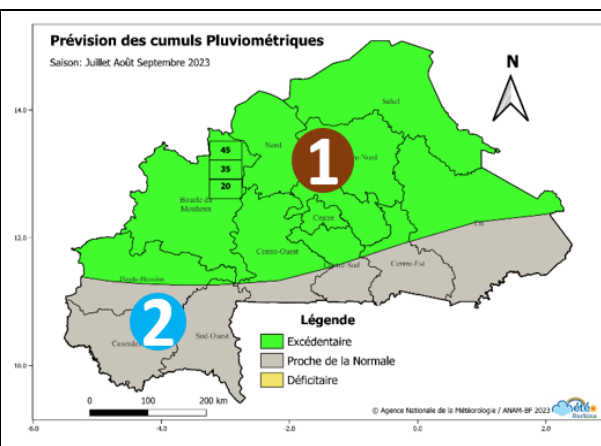 Prévision des cumuls Pluviométriques
Saison: Juillet Août Septembre 2023
N
14.0
12.0
10.0
Sahel
Nord
45
35
20
1
-Nord
Boucle du
Mouhoun
Centre
Est
Centre-Ouest
Centre-Sud
Centre-Est
Hauts-Bassins
2
Cascades
Sud-Ouest
Légende
Excédentaire
Proche de la Normale
Déficitaire
0 100 200 km
© Agence Nationale de la Météorologie / ANAM-BF 2023
météo
Burkina
-6.0 -4.0 -2.0 0.0 2.0